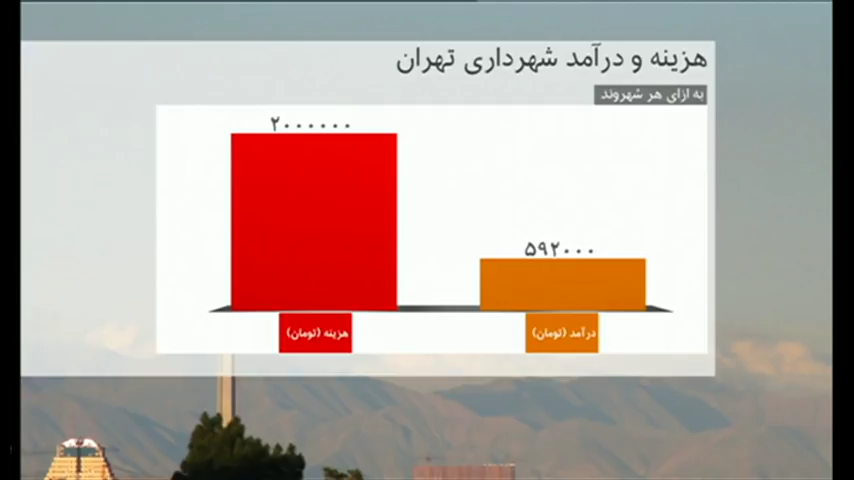 هزینه و درآمد شهرداری تهران
به ازای هر شهروند
۲۰۰۰۰۰۰
۵۹۲۰۰۰
هزینه (تومان)
درآمد (تومان)